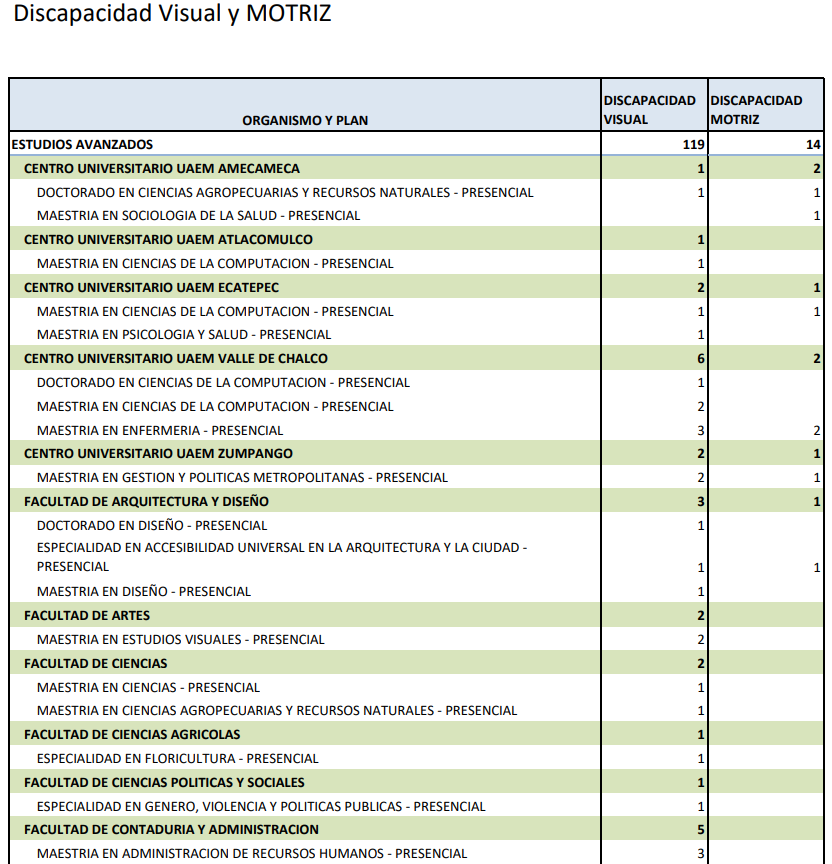 Discapacidad Visual y MOTRIZ
ORGANISMO Y PLAN DISCAPACIDAD VISUAL DISCAPACIDAD MOTRIZ
ESTUDIOS AVANZADOS 119 14
CENTRO UNIVERSITARIO UAEM AMECAMECA 1 2
DOCTORADO EN CIENCIAS AGROPECUARIAS Y RECURSOS NATURALES - PRESENCIAL 1 1
MAESTRIA EN SOCIOLOGIA DE LA SALUD - PRESENCIAL 1
CENTRO UNIVERSITARIO UAEM ATLACOMULCO 1
MAESTRIA EN CIENCIAS DE LA COMPUTACION - PRESENCIAL 1
CENTRO UNIVERSITARIO UAEM ECATEPEC 2 1
MAESTRIA EN CIENCIAS DE LA COMPUTACION - PRESENCIAL 1 1
MAESTRIA EN PSICOLOGIA Y SALUD - PRESENCIAL 1
CENTRO UNIVERSITARIO UAEM VALLE DE CHALCO 6 2
DOCTORADO EN CIENCIAS DE LA COMPUTACION - PRESENCIAL 1
MAESTRIA EN CIENCIAS DE LA COMPUTACION - PRESENCIAL 2
MAESTRIA EN ENFERMERIA - PRESENCIAL 3 2
CENTRO UNIVERSITARIO UAEM ZUMPANGO 2 1
MAESTRIA EN GESTION Y POLITICAS METROPOLITANAS - PRESENCIAL 2 1
FACULTAD DE ARQUITECTURA Y DISEÑO 3 1
DOCTORADO EN DISEÑO - PRESENCIAL 1
ESPECIALIDAD EN ACCESIBILIDAD UNIVERSAL EN LA ARQUITECTURA Y LA CIUDAD -
PRESENCIAL 1 1
MAESTRIA EN DISEÑO - PRESENCIAL 1
FACULTAD DE ARTES 2
MAESTRIA EN ESTUDIOS VISUALES - PRESENCIAL 2
FACULTAD DE CIENCIAS 2
MAESTRIA EN CIENCIAS - PRESENCIAL 1
MAESTRIA EN CIENCIAS AGROPECUARIAS Y RECURSOS NATURALES - PRESENCIAL 1
FACULTAD DE CIENCIAS AGRICOLAS 1
ESPECIALIDAD EN FLORICULTURA - PRESENCIAL 1
FACULTAD DE CIENCIAS POLITICAS Y SOCIALES 1
ESPECIALIDAD EN GENERO, VIOLENCIA Y POLITICAS PUBLICAS - PRESENCIAL 1
FACULTAD DE CONTADURIA Y ADMINISTRACION 5
MAESTRIA EN ADMINISTRACION DE RECURSOS HUMANOS - PRESENCIAL 3